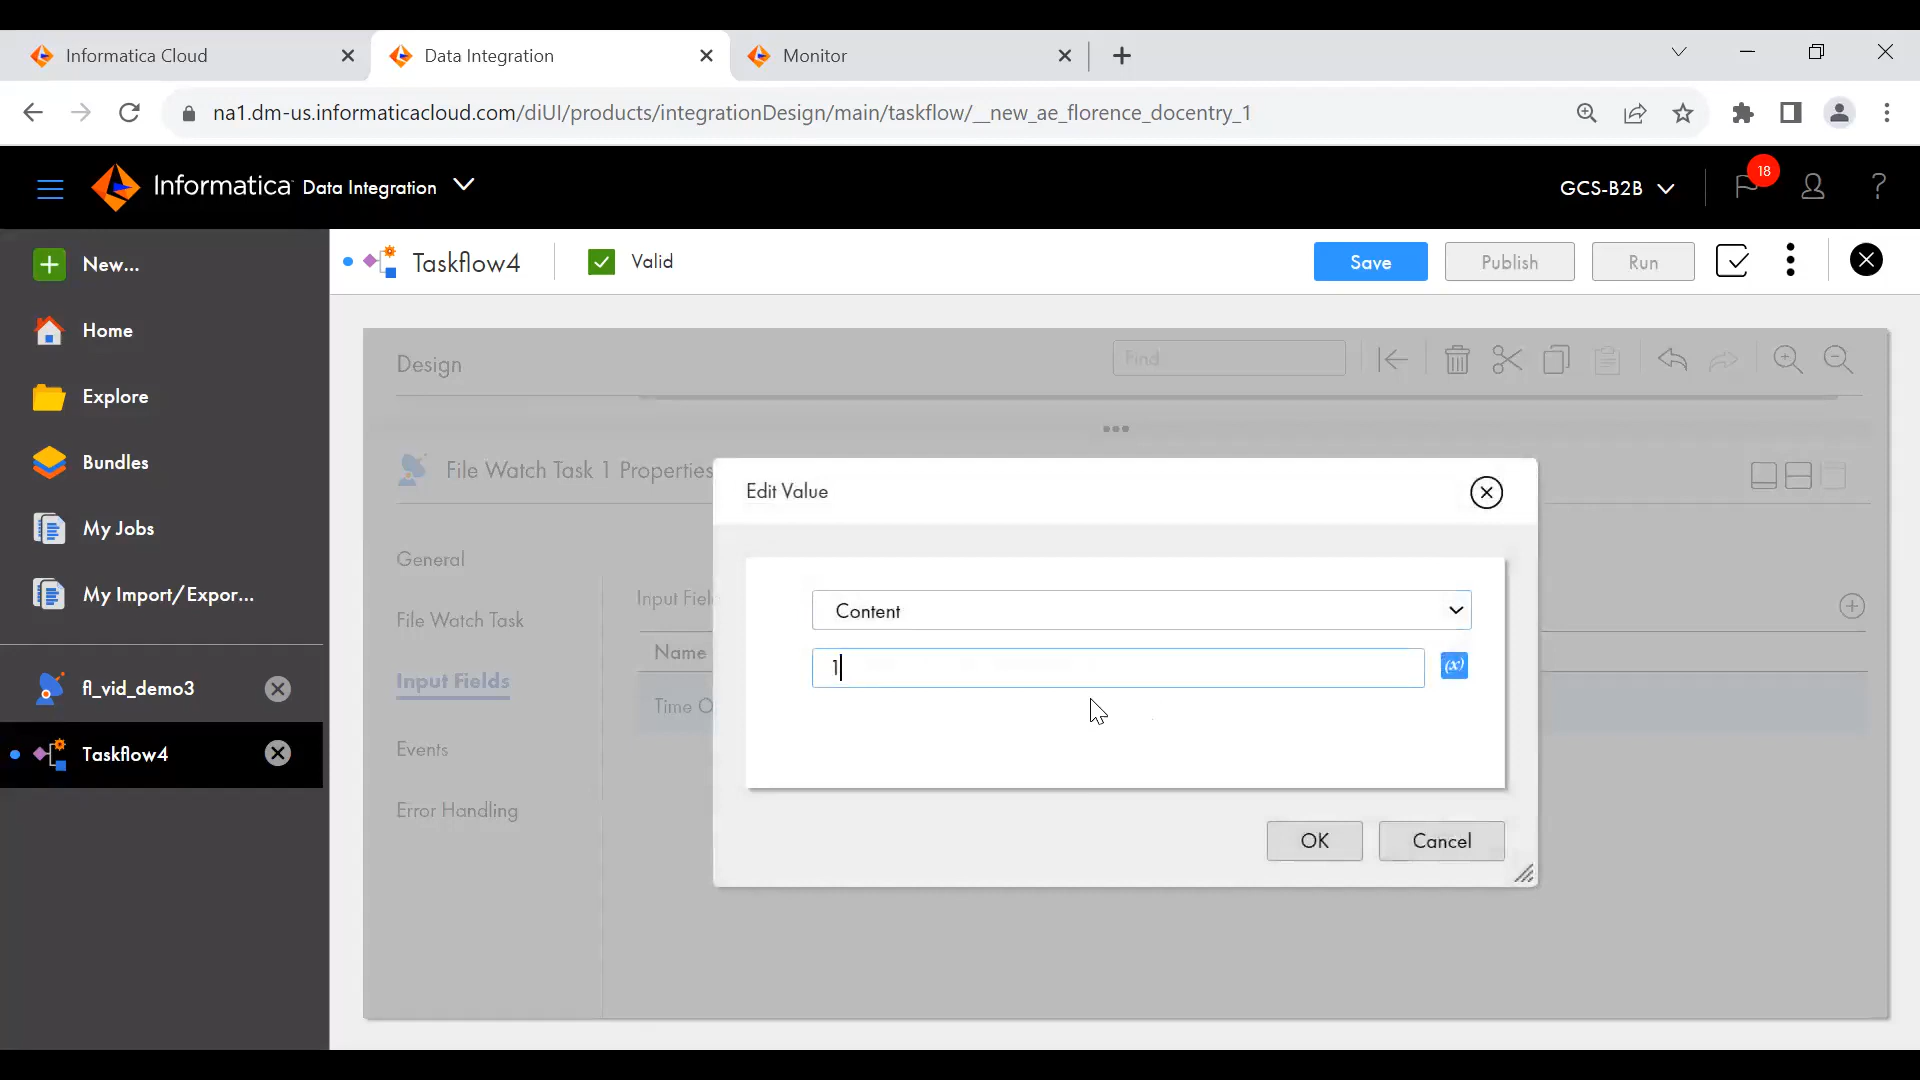 Informatica Cloud
Data Integration
Monitor
na1.dm-us.informaticacloud.com/diUI/products/integrationDesign/main/taskflow/__new_ae_florence_docentry_1
Informatica Data Integration
GCS-B2B
18
New...
Home
Explore
Bundles
My Jobs
My Import/Expor...
fl_vid_demo3
Taskflow4
Taskflow4
Valid
Save
Publish
Run
Design
Find
File Watch Task 1 Properties
General
File Watch Task
Input Fields
Events
Error Handling
Input Fiel
Name
Time O
Edit Value
Content
1
(x)
OK
Cancel